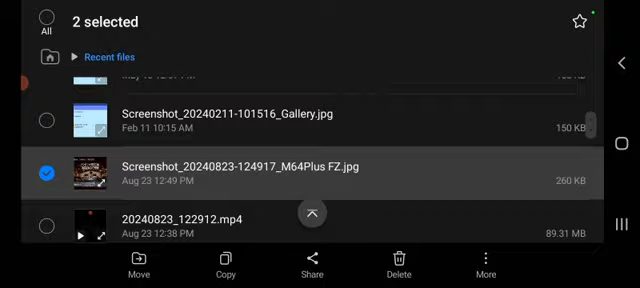 2 selected
All
Recent files
Screenshot_20240211-101516_Gallery.jpg
Feb 11 10:15 AM
150 KB
Screenshot_20240823-124917_M64Plus FZ.jpg
Aug 23 12:49 PM
260 KB
20240823_122912.mp4
Aug 23 12:38 PM
89.31 MB
Move
Copy
Share
Delete
More